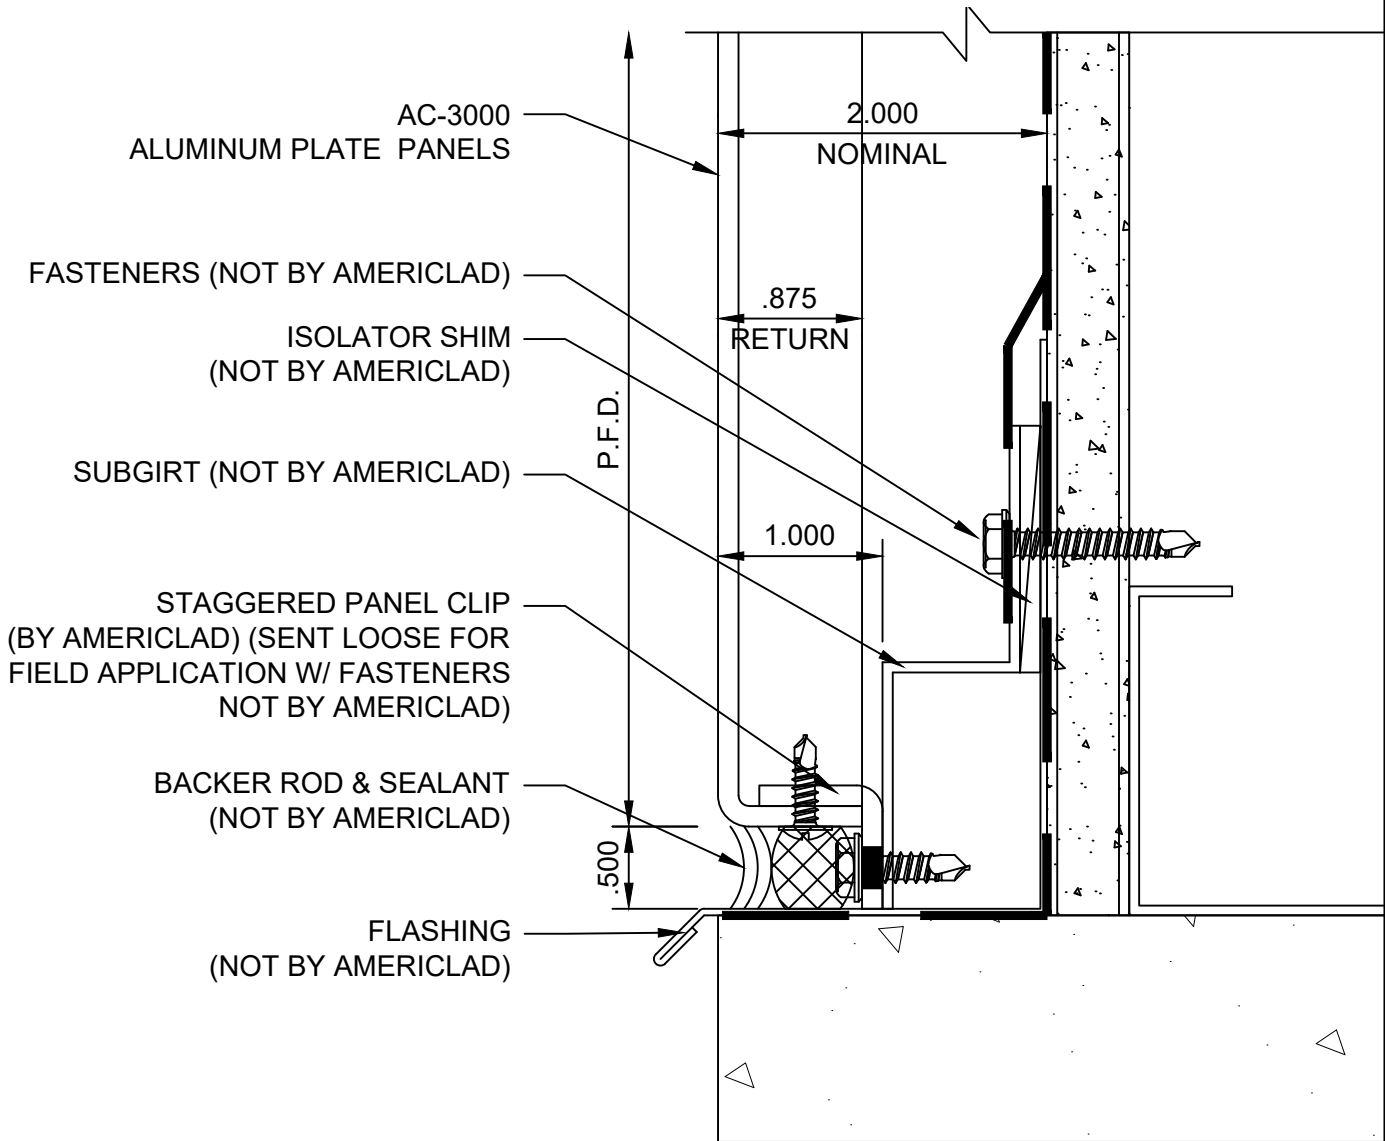 AC-3000
ALUMINUM PLATE PANELS
2.000
NOMINAL
FASTENERS (NOT BY AMERICLAD)
.875
RETURN
ISOLATOR SHIM
(NOT BY AMERICLAD)
P.F.D.
SUBGIRT (NOT BY AMERICLAD)
1.000
STAGGERED PANEL CLIP
(BY AMERICLAD) (SENT LOOSE FOR
FIELD APPLICATION W/ FASTENERS
NOT BY AMERICLAD)
BACKER ROD & SEALANT
(NOT BY AMERICLAD)
.500
FLASHING
(NOT BY AMERICLAD)